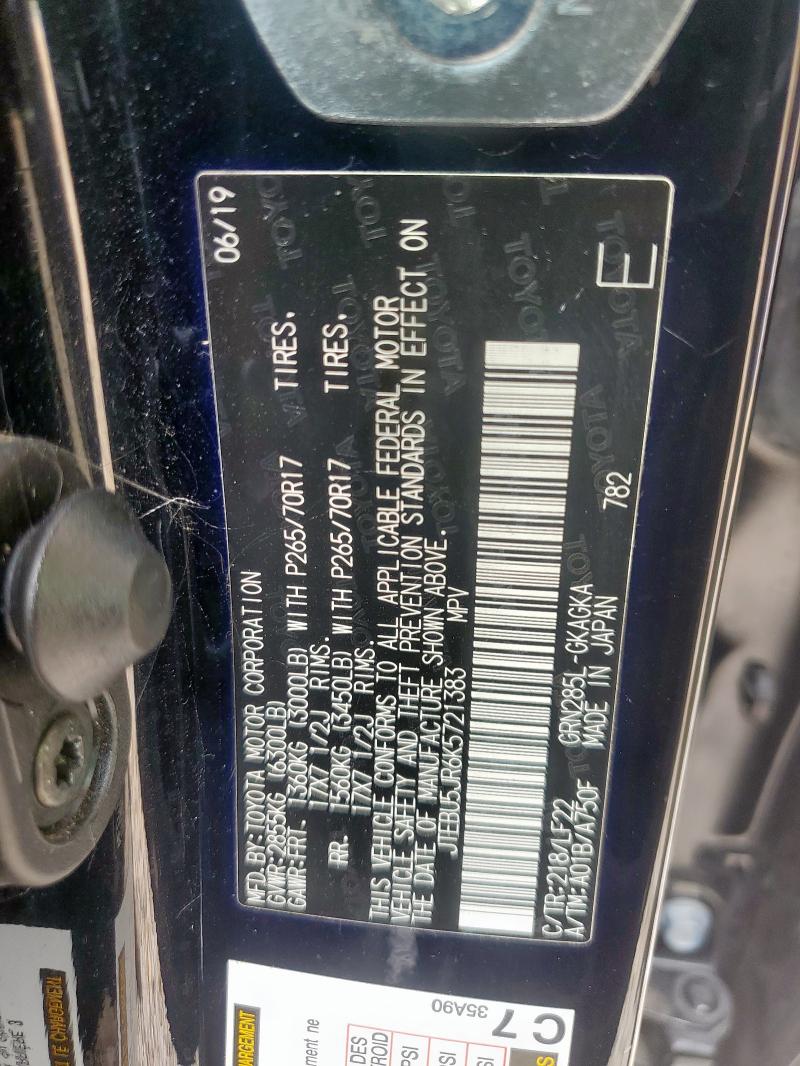 06/19
MFD.BY:TOYOTA MOTOR CORPORATION
GVWR:2855KG (6300LB)
GAWR:FRT. 1360KG (3000LB) WITH P265/70R17 TIRES.
17X7 1/2J RIMS.
RR. 1560KG (3450LB) WITH P265/70R17 TIRES.
17X7 1/2J RIMS.
THIS VEHICLE CONFORMS TO ALL APPLICABLE FEDERAL MOTOR
VEHICLE SAFETY AND THEFT PREVENTION STANDARDS IN EFFECT ON
THE DATE OF MANUFACTURE SHOWN ABOVE.
JTEBU5JR6K5721383 MPV
C/TR:218/LF22 GRN285L-GKAGKA 782
A/TM:A01B/A750F MADE IN JAPAN
E
C7
35A90